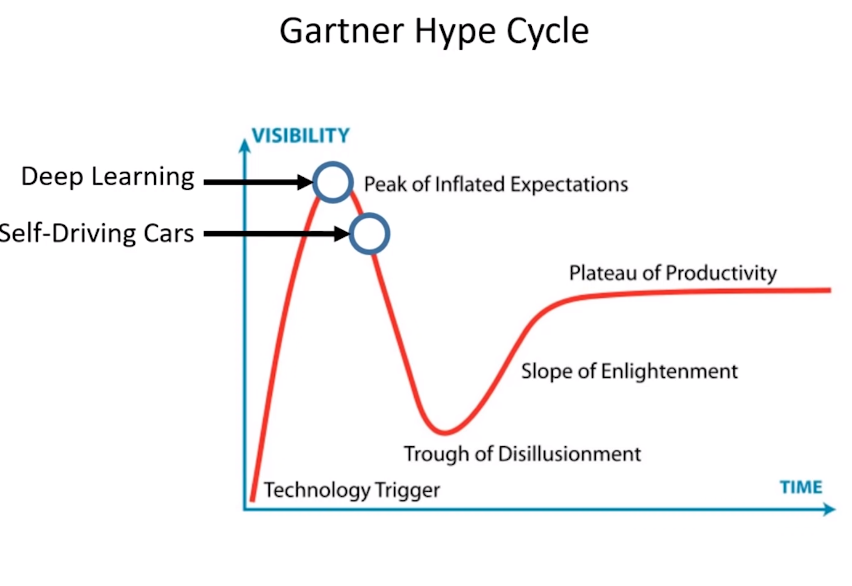 Gartner Hype Cycle
VISIBILITY
Deep Learning
Peak of Inflated Expectations
Self-Driving Cars
Plateau of Productivity
Slope of Enlightenment
Trough of Disillusionment
Technology Trigger
TIME